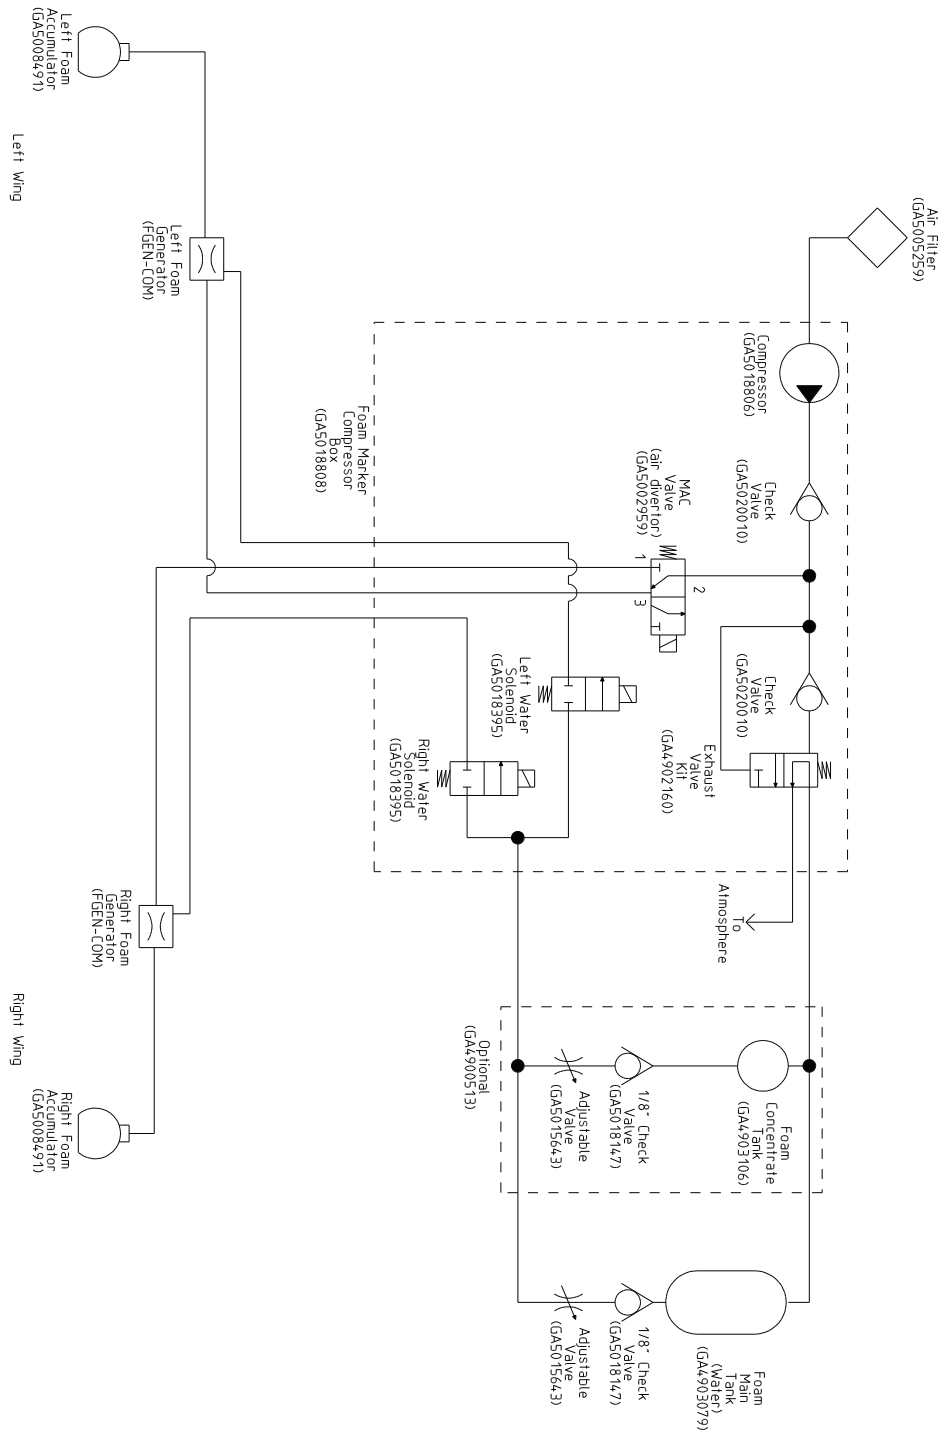 Air Filter
(GA5005259)
Compressor
(GA5018806)
Check
Valve
(GA5020010)
Check
Valve
(GA5020010)
MAC
Valve
(air divertor)
(GA5002959)
1
2
3
Exhaust
Valve
Kit
(GA4902160)
To
Atmosphere
Foam
Concentrate
Tank
(GA4903106)
Foam
Main
Tank
(Water)
(GA4903079)
Left Water
Solenoid
(GA5018395)
Right Water
Solenoid
(GA5018395)
1/8" Check
Valve
(GA5018147)
1/8" Check
Valve
(GA5018147)
Adjustable
Valve
(GA5015643)
Adjustable
Valve
(GA5015643)
Optional
(GA4900513)
Foam Marker
Compressor
Box
(GA5018808)
Left Foam
Generator
(FGEN-COM)
Right Foam
Generator
(FGEN-COM)
Left Foam
Accumulator
(GA5008491)
Right Foam
Accumulator
(GA5008491)
Left Wing
Right Wing